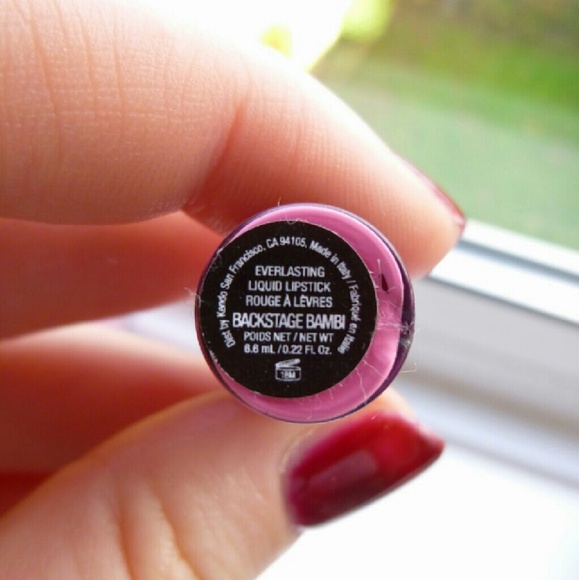 Dist. by Kendo San Francisco, CA 94105. Made in Italy / Fabriqué en Italie
EVERLASTING
LIQUID LIPSTICK
ROUGE À LÈVRES
BACKSTAGE BAMBI
POIDS NET / NET WT
6.6 mL / 0.22 Fl. Oz.